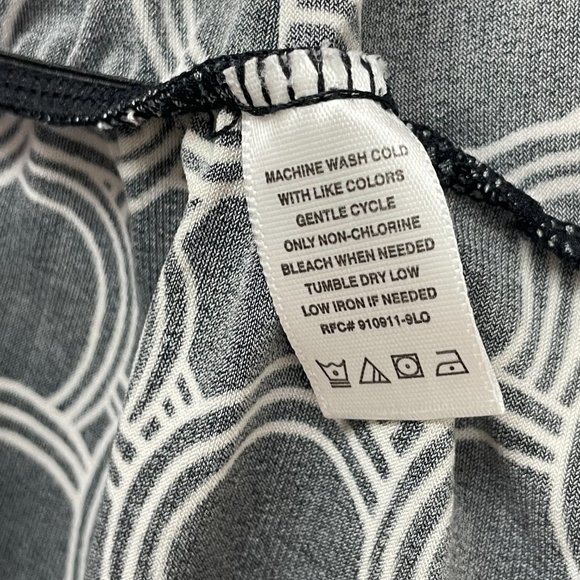 MACHINE WASH COLD
WITH LIKE COLORS
GENTLE CYCLE
ONLY NON-CHLORINE
BLEACH WHEN NEEDED
TUMBLE DRY LOW
LOW IRON IF NEEDED
RFC# 910911-9LO